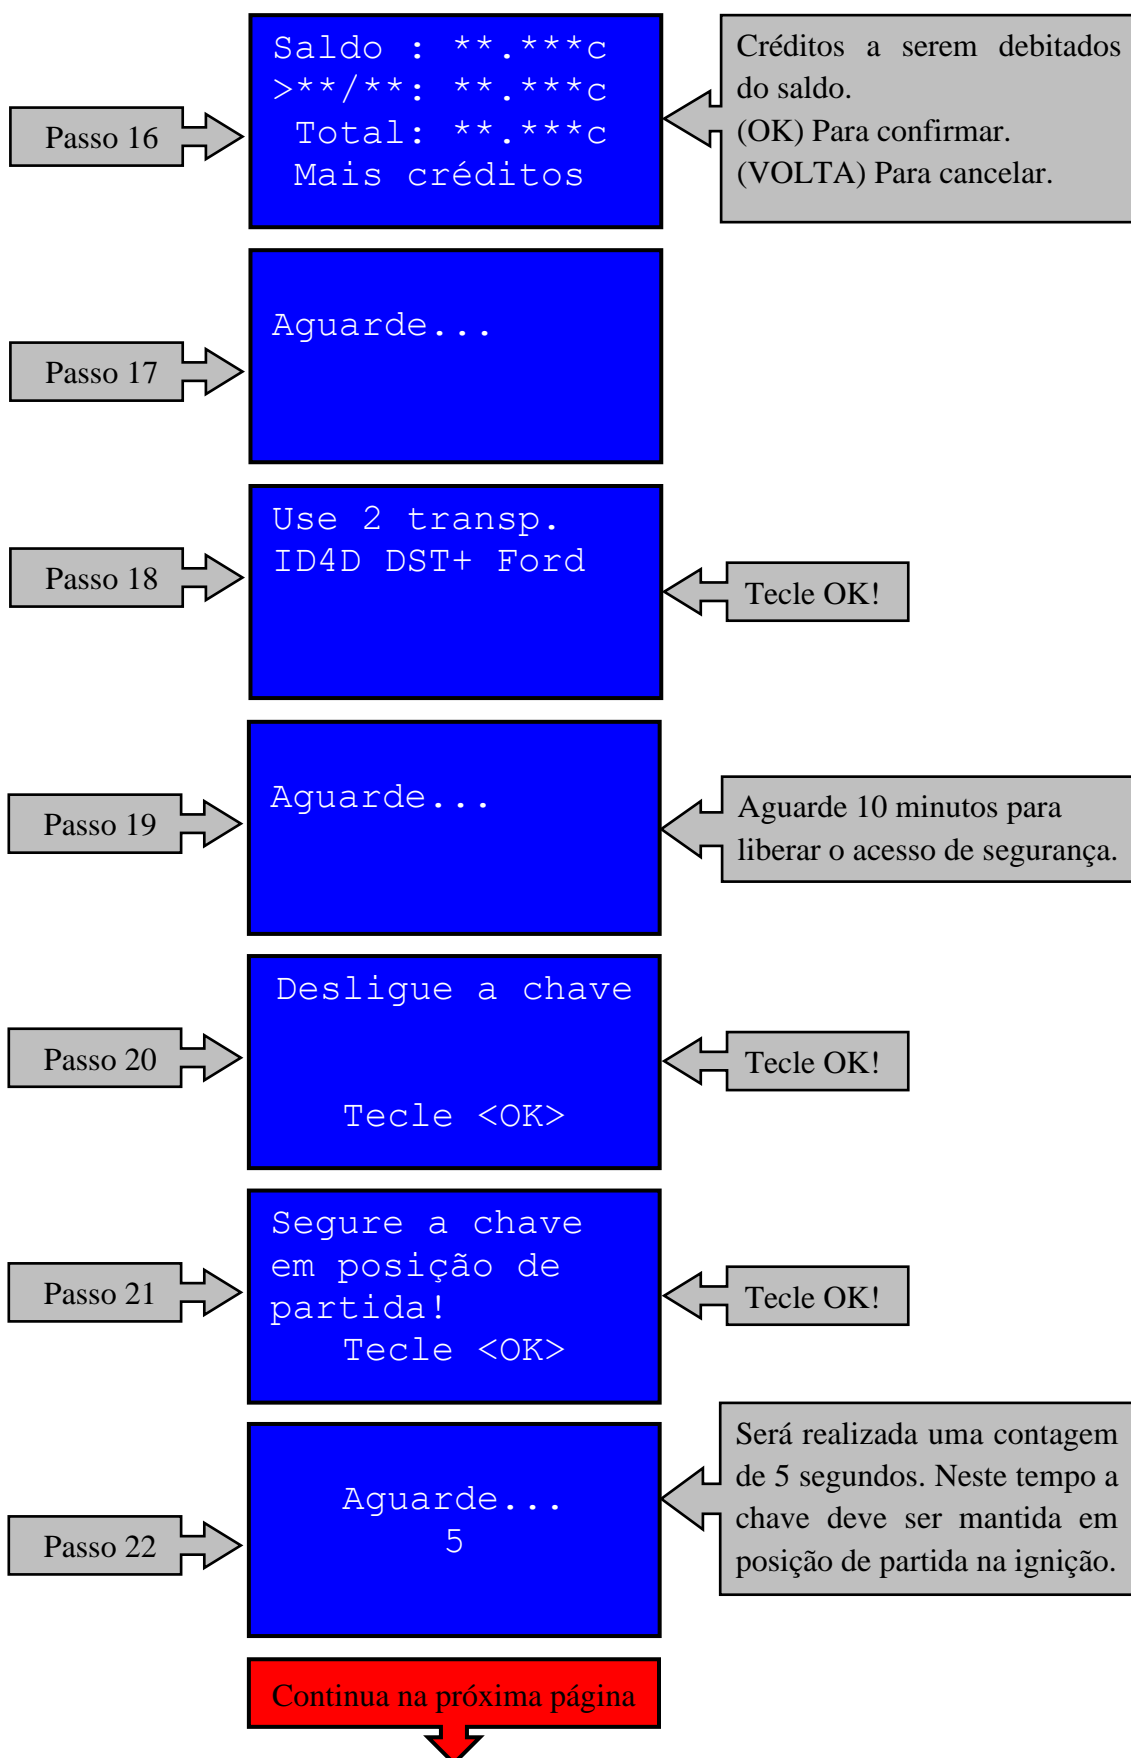 Passo 16
Saldo : **.***c
>**/**: **.***c
Total: **.***c
Mais créditos
Créditos a serem debitados
do saldo.
(OK) Para confirmar.
(VOLTA) Para cancelar.
Passo 17
Aguarde...
Passo 18
Use 2 transp.
ID4D DST+ Ford
Tecle OK!
Passo 19
Aguarde...
Aguarde 10 minutos para
liberar o acesso de segurança.
Passo 20
Desligue a chave
Tecle <OK>
Tecle OK!
Passo 21
Segure a chave
em posição de
partida!
Tecle <OK>
Tecle OK!
Passo 22
Aguarde...
5
Será realizada uma contagem
de 5 segundos. Neste tempo a
chave deve ser mantida em
posição de partida na ignição.
Continua na próxima página